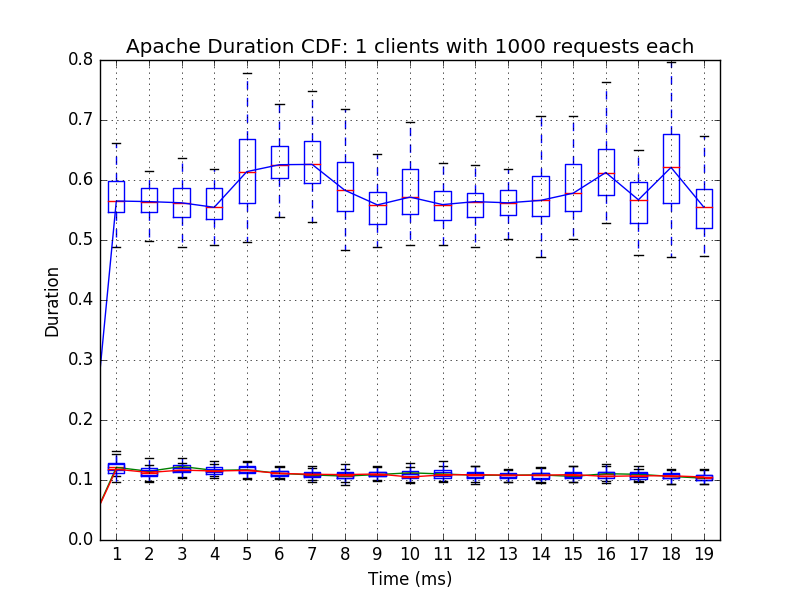 Apache Duration CDF: 1 clients with 1000 requests each
0.8
0.7
0.6
0.5
0.4
0.3
0.2
0.1
0.0
Duration
1 2 3 4 5 6 7 8 9 10 11 12 13 14 15 16 17 18 19
Time (ms)